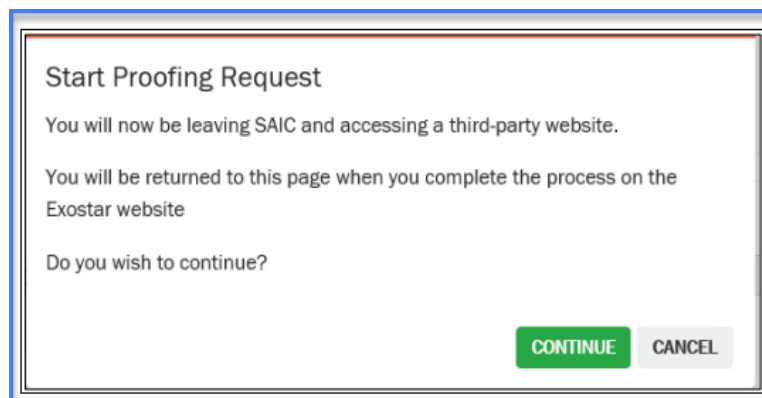 Start Proofing Request
You will now be leaving SAIC and accessing a third-party website.
You will be returned to this page when you complete the process on the
Exostar website
Do you wish to continue?
CONTINUE CANCEL